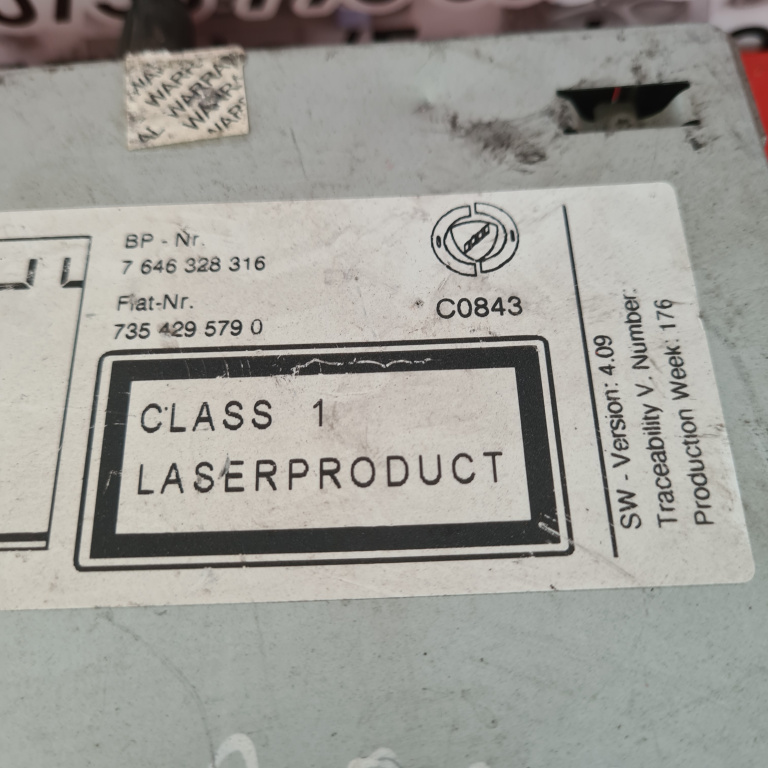 WARRA
WARRA
WARRA
AL WARR
BP - Nr.
7 646 328 316
Fiat-Nr.
735 429 579 0
C0843
CLASS 1
LASERPRODUCT
SW - Version: 4.09
Traceability V. Number:
Production Week: 176